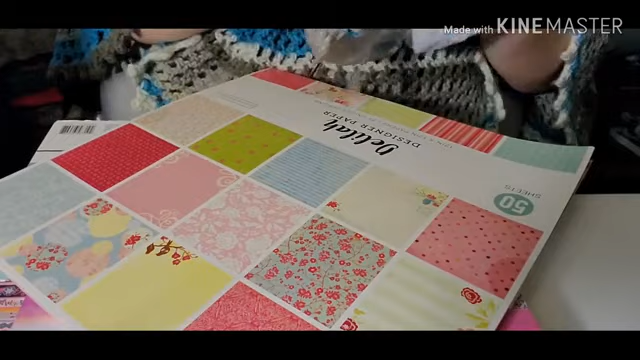 Made with KINEMASTER
Delilah
DESIGNER PAPER
50
SHEETS